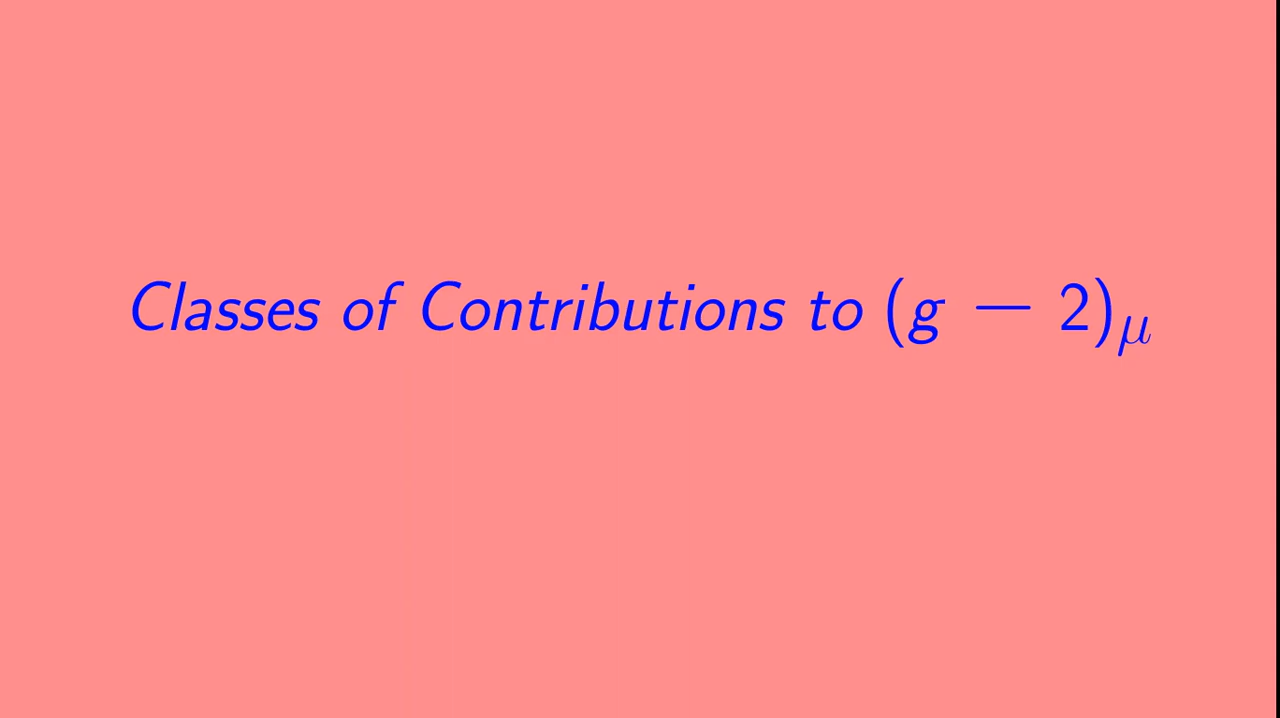 Classes of Contributions to (g − 2)μ